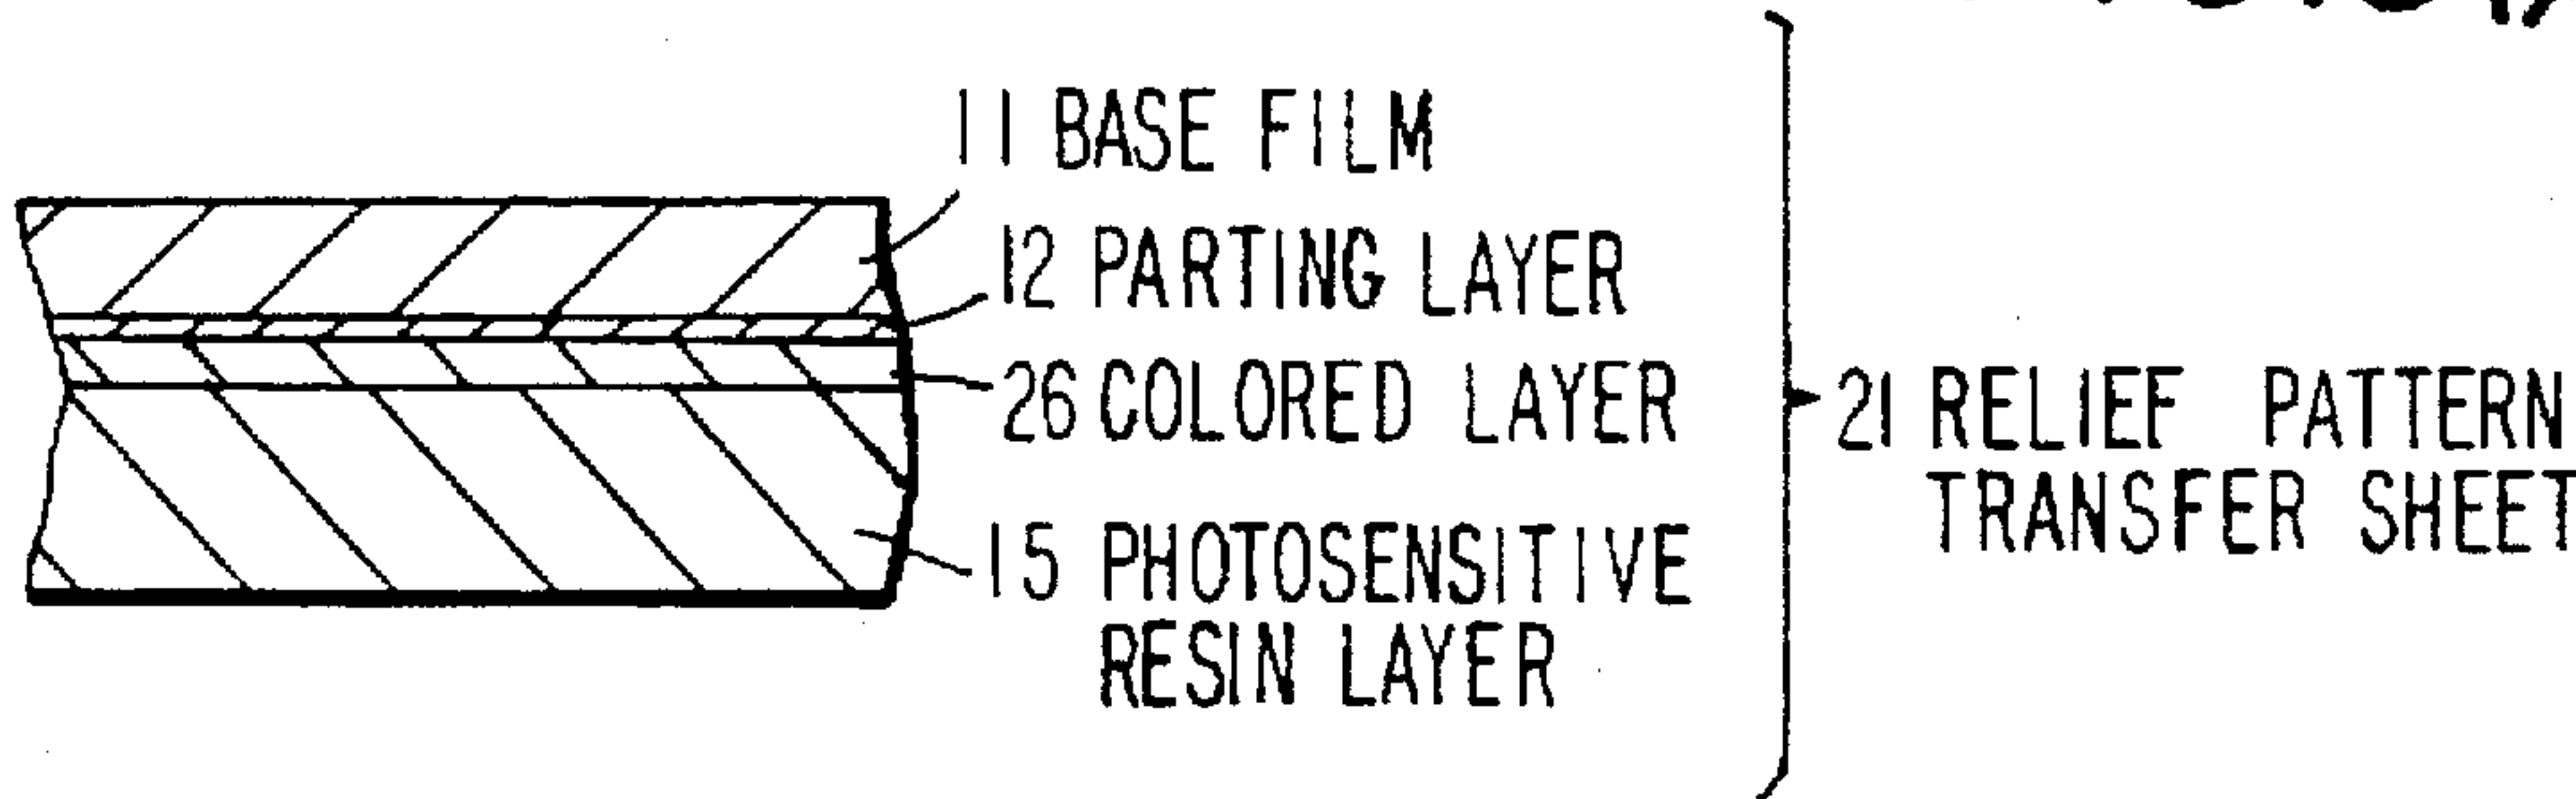 11 BASE FILM
12 PARTING LAYER
26 COLORED LAYER
15 PHOTOSENSITIVE
RESIN LAYER
21 RELIEF PATTERN
TRANSFER SHEET